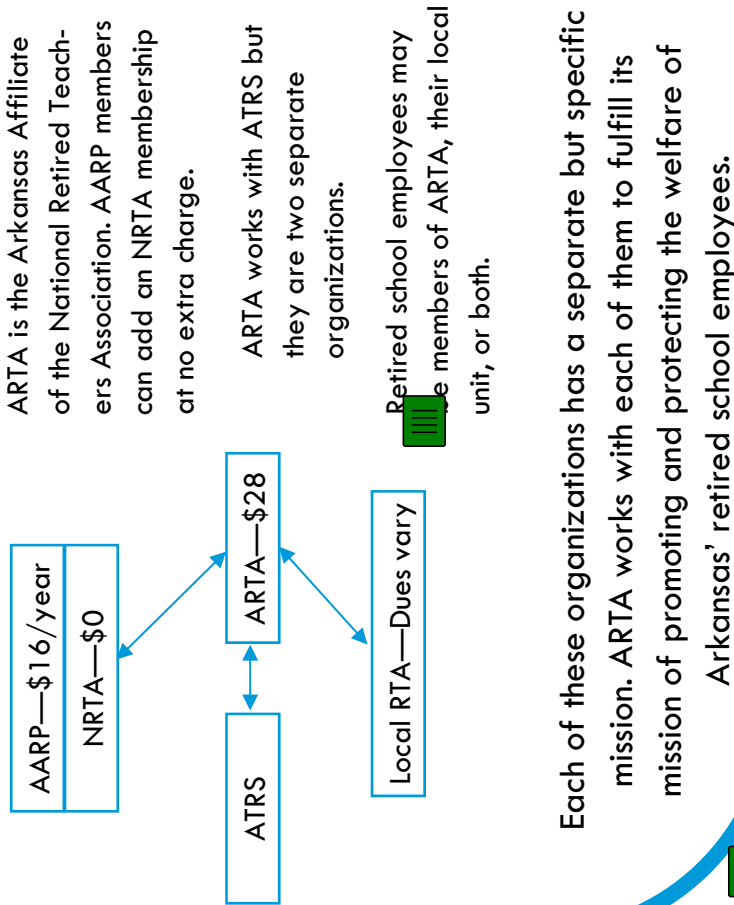 AARP—$16/year
NRTA—$0
ATRS
ARTA—$28
Local RTA—Dues vary
ARTA is the Arkansas Affiliate
of the National Retired Teach-
ers Association. AARP members
can add an NRTA membership
at no extra charge.
ARTA works with ATRS but
they are two separate
organizations.
Retired school employees may
members of ARTA, their local
unit, or both.
Each of these organizations has a separate but specific
mission. ARTA works with each of them to fulfill its
mission of promoting and protecting the welfare of
Arkansas’ retired school employees.